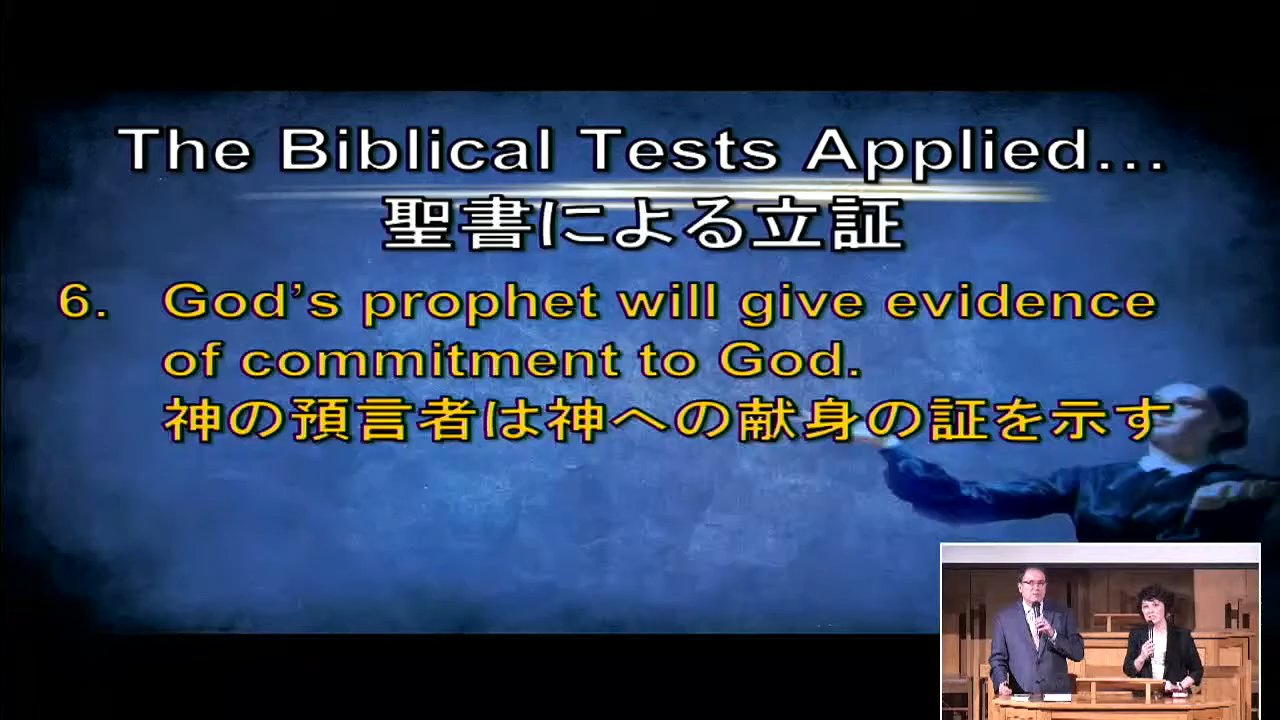 The Biblical Tests Applied...
聖書による立証
6. God’s prophet will give evidence
of commitment to God.
神の預言者は神への献身の証を示す